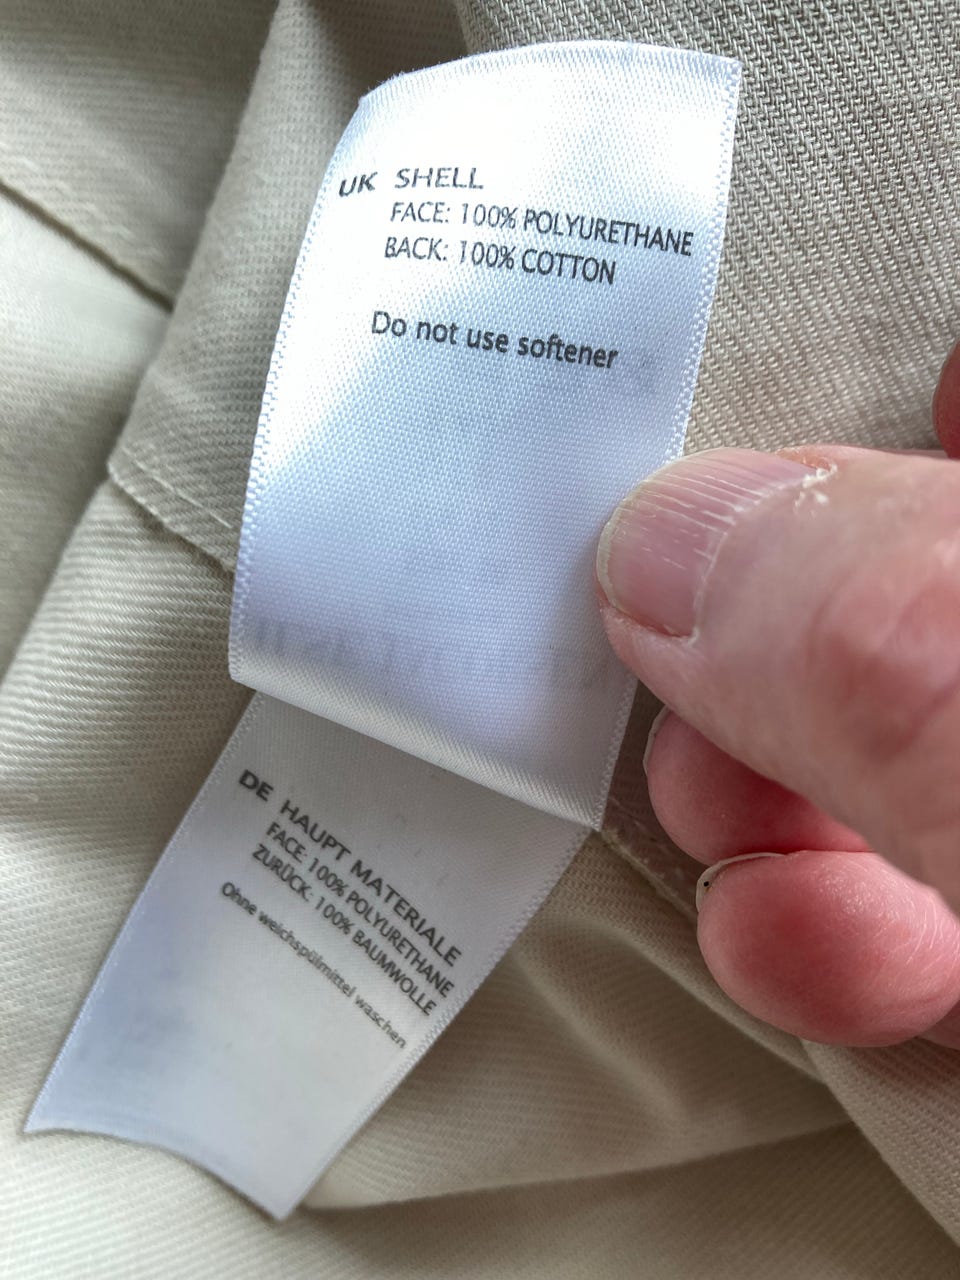 UK SHELL
FACE: 100% POLYURETHANE
BACK: 100% COTTON
Do not use softener
DE HAUPT MATERIALE
FACE: 100% POLYURETHANE
ZURÜCK: 100% BAUMWOLLE
Ohne weichspülmittel waschen